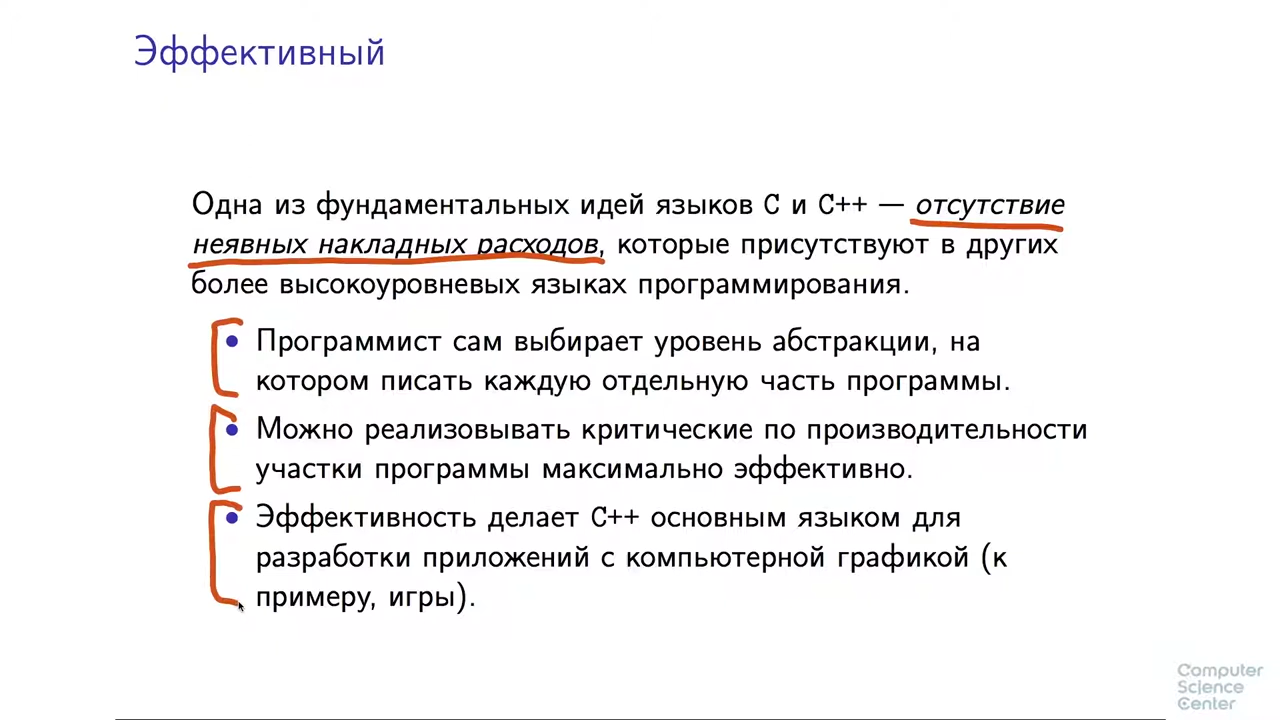 Эффективный
Одна из фундаментальных идей языков C и C++ — отсутствие
неявных накладных расходов, которые присутствуют в других
более высокоуровневых языках программирования.
• Программист сам выбирает уровень абстракции, на
котором писать каждую отдельную часть программы.
• Можно реализовывать критические по производительности
участки программы максимально эффективно.
• Эффективность делает C++ основным языком для
разработки приложений с компьютерной графикой (к
примеру, игры).
Computer
Science
Center